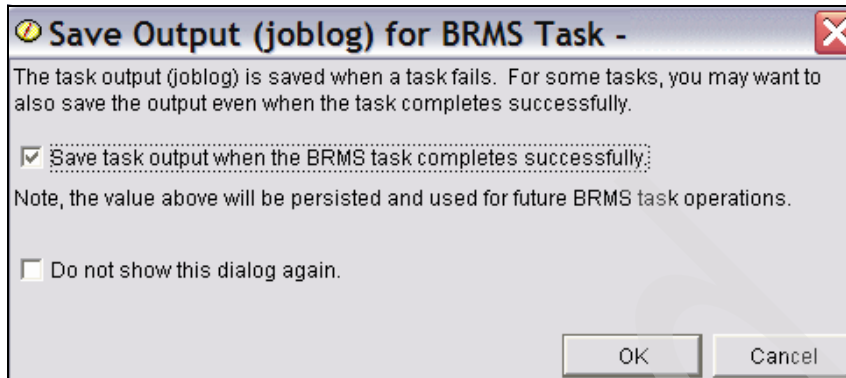 Save Output (joblog) for BRMS Task -
The task output (joblog) is saved when a task fails. For some tasks, you may want to
also save the output even when the task completes successfully.
Save task output when the BRMS task completes successfully.
Note, the value above will be persisted and used for future BRMS task operations.
Do not show this dialog again.
OK
Cancel